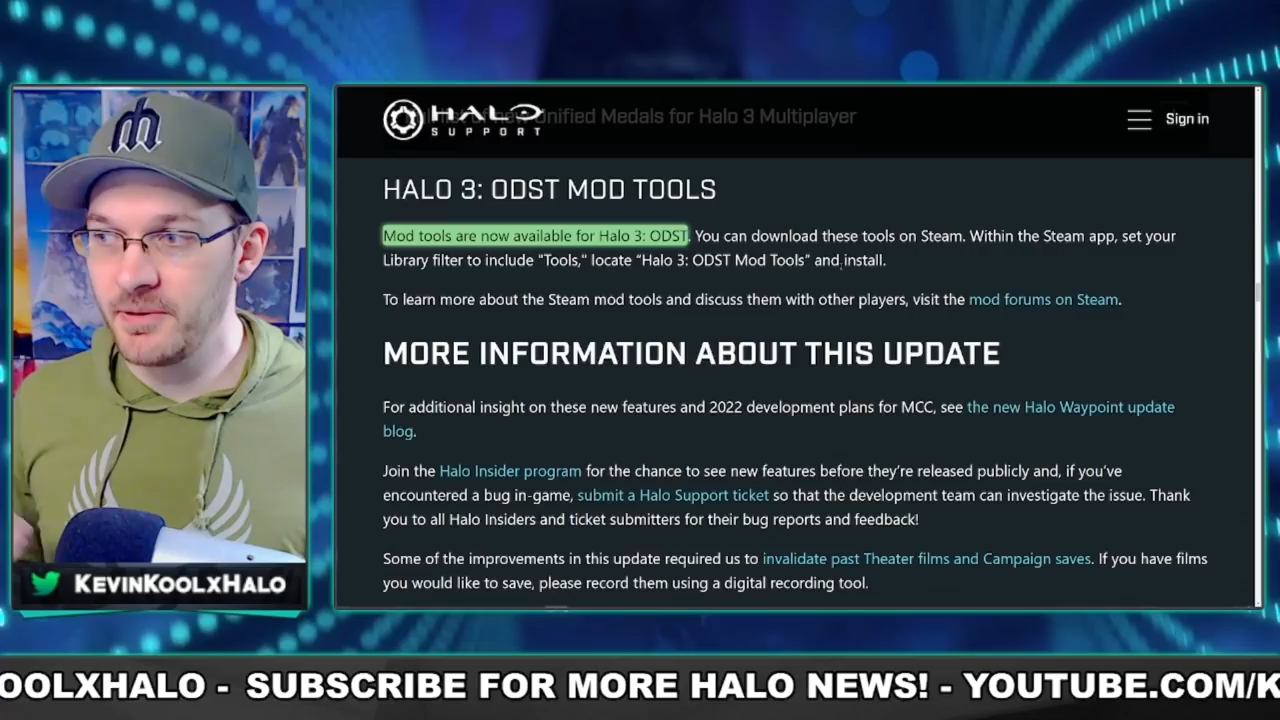 HALO
SUPPORT
list of new Unified Medals for Halo 3 Multiplayer
Sign in
HALO 3: ODST MOD TOOLS
Mod tools are now available for Halo 3: ODST. You can download these tools on Steam. Within the Steam app, set your
Library filter to include "Tools," locate “Halo 3: ODST Mod Tools” and install.
To learn more about the Steam mod tools and discuss them with other players, visit the mod forums on Steam.
MORE INFORMATION ABOUT THIS UPDATE
For additional insight on these new features and 2022 development plans for MCC, see the new Halo Waypoint update
blog.
Join the Halo Insider program for the chance to see new features before they’re released publicly and, if you’ve
encountered a bug in-game, submit a Halo Support ticket so that the development team can investigate the issue. Thank
you to all Halo Insiders and ticket submitters for their bug reports and feedback!
Some of the improvements in this update required us to invalidate past Theater films and Campaign saves. If you have films
you would like to save, please record them using a digital recording tool.
KEVINKOOLXHALO
OOLXHALO - SUBSCRIBE FOR MORE HALO NEWS! - YOUTUBE.COM/K